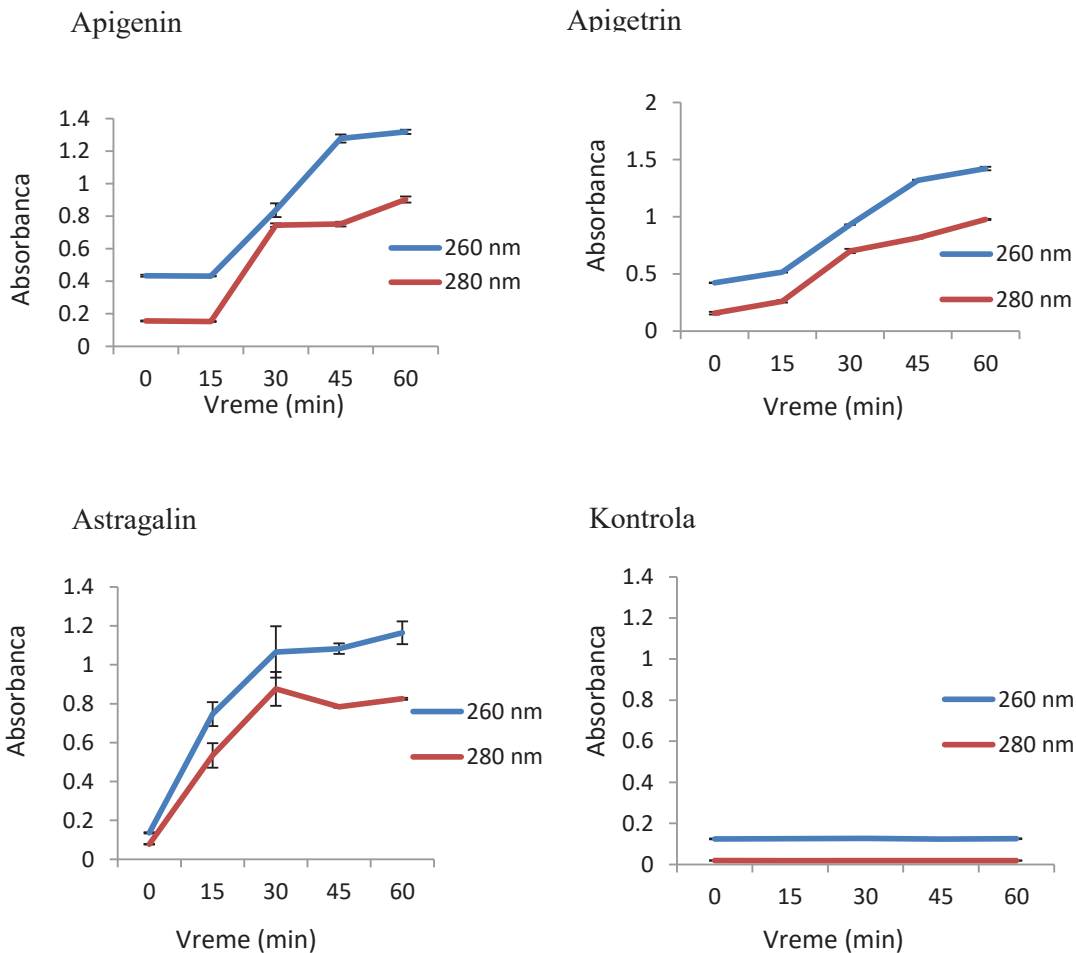 Apigenin
Absorbanca
1.4
1.2
1
0.8
0.6
0.4
0.2
0
0 15 30 45 60
Vreme (min)
260 nm
280 nm
Apigetrin
Absorbanca
2
1.5
1
0.5
0
0 15 30 45 60
Vreme (min)
260 nm
280 nm
Astragalin
Absorbanca
1.4
1.2
1
0.8
0.6
0.4
0.2
0
0 15 30 45 60
Vreme (min)
260 nm
280 nm
Kontrola
Absorbanca
1.4
1.2
1
0.8
0.6
0.4
0.2
0
0 15 30 45 60
Vreme (min)
260 nm
280 nm